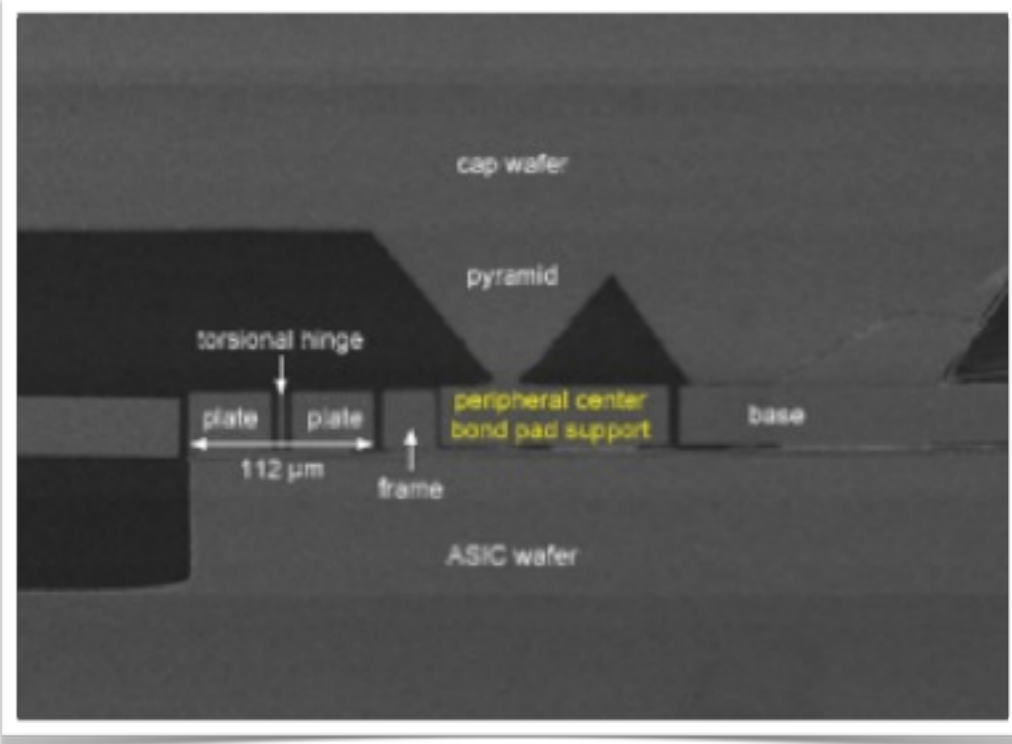 cap wafer
pyramid
torsional hinge
plate
plate
peripheral center
bond pad support
base
112 μm
frame
ASIC wafer